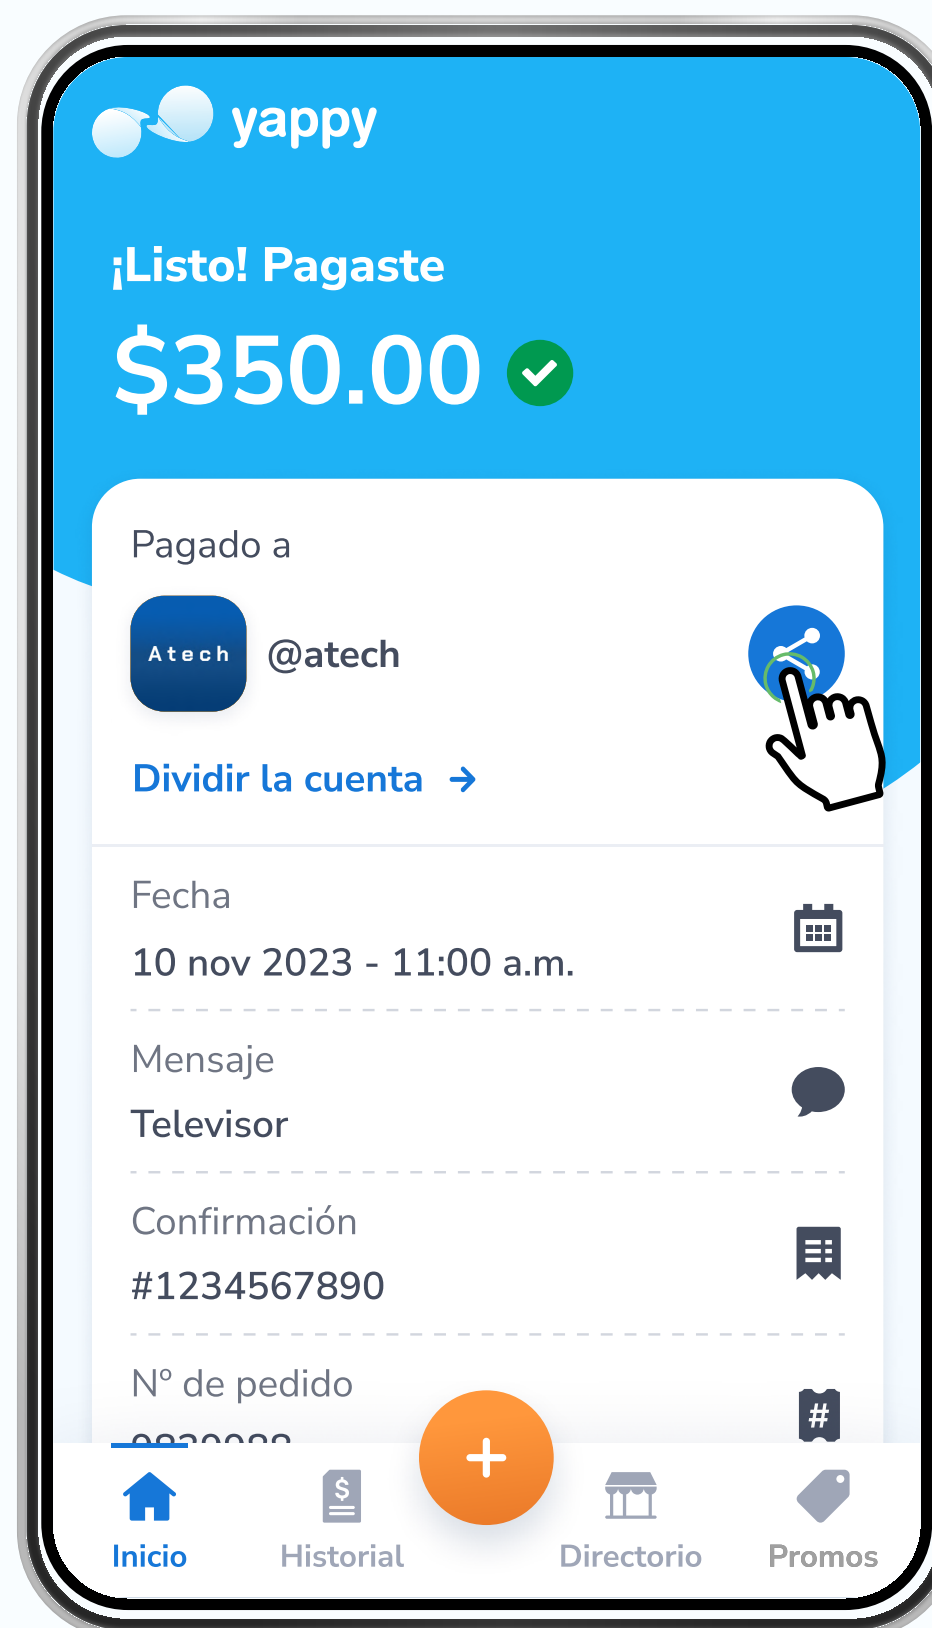 yappy
¡Listo! Pagaste
$350.00
Pagado a
Atech
@atech
Dividir la cuenta
Fecha
10 nov 2023 - 11:00 a.m.
Mensaje
Televisor
Confirmación
#1234567890
Nº de pedido
#
$
Inicio
Historial
Directorio
Promos